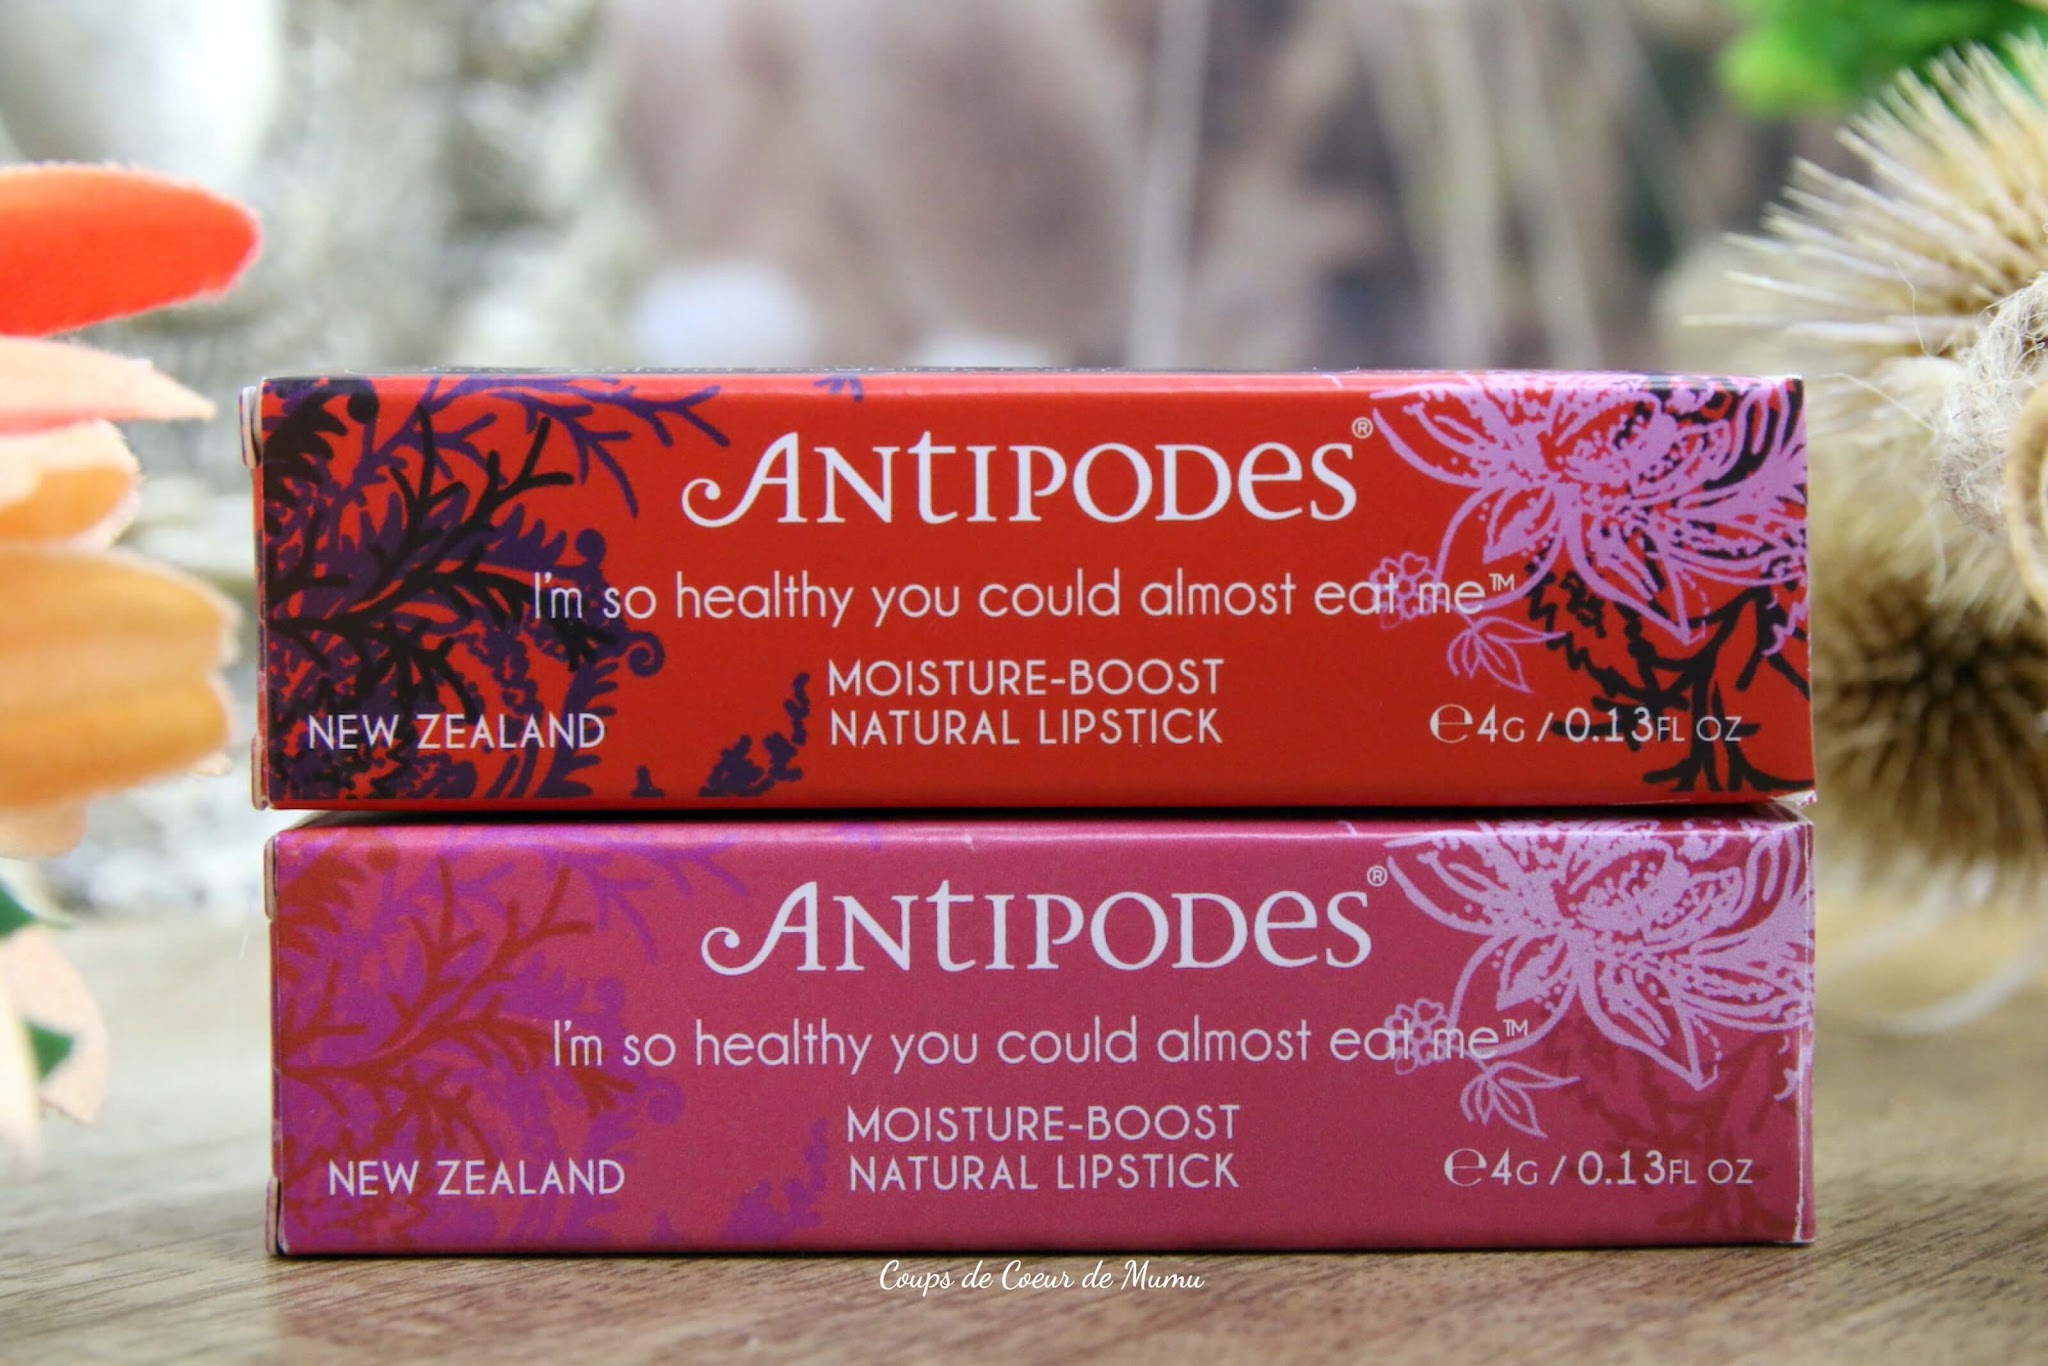 ANTIPODES®
I'm so healthy you could almost eat me™
MOISTURE-BOOST
NATURAL LIPSTICK
NEW ZEALAND
℮4G / 0.13FL OZ
ANTIPODES®
I'm so healthy you could almost eat me™
MOISTURE-BOOST
NATURAL LIPSTICK
NEW ZEALAND
℮4G / 0.13FL OZ
Coups de Coeur de Mumu